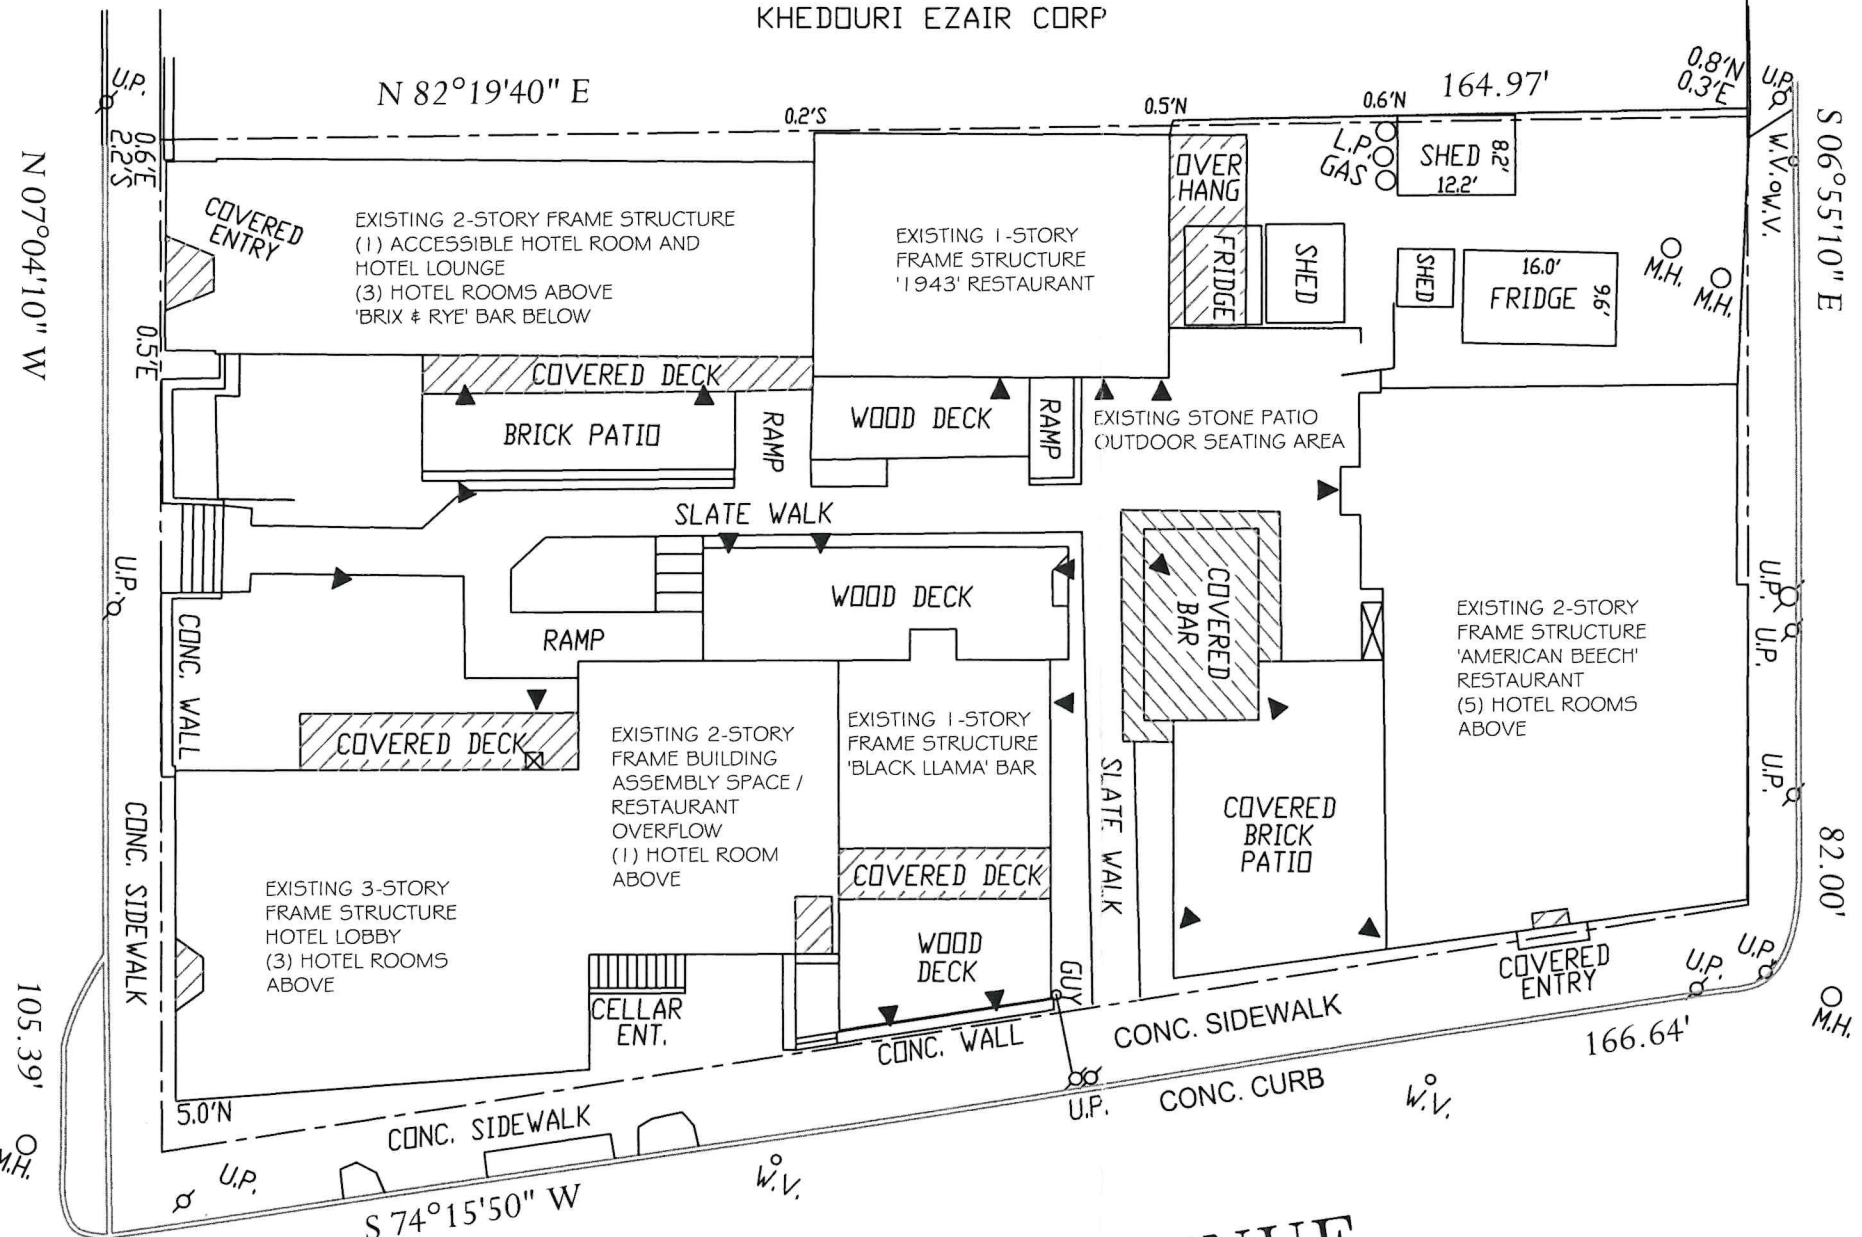 KHEDOURI EZAIR CORP
U.P.
N 82°19'40" E
0.2'S
0.5'N
0.6'N
164.97'
0.8'N
0.3'E
U.P.
0.6'E
2.2'S
N 07°04'10" W
S 06°55'10" E
W.V.
W.V.
L.P.
GAS
SHED
8.2'
12.2'
OVER
HANG
COVERED
ENTRY
EXISTING 2-STORY FRAME STRUCTURE
(1) ACCESSIBLE HOTEL ROOM AND
HOTEL LOUNGE
(3) HOTEL ROOMS ABOVE
'BRIX & RYE' BAR BELOW
EXISTING 1-STORY
FRAME STRUCTURE
'1943' RESTAURANT
FRIDGE
SHED
SHED
16.0'
FRIDGE
9.6'
M.H.
M.H.
0.5'E
COVERED DECK
BRICK PATIO
RAMP
WOOD DECK
RAMP
EXISTING STONE PATIO
OUTDOOR SEATING AREA
SLATE WALK
U.P.
WOOD DECK
RAMP
CONC. WALL
COVERED
BAR
EXISTING 2-STORY
FRAME STRUCTURE
'AMERICAN BEECH'
RESTAURANT
(5) HOTEL ROOMS
ABOVE
U.P.
U.P.
U.P.
COVERED DECK
EXISTING 2-STORY
FRAME BUILDING
ASSEMBLY SPACE /
RESTAURANT
OVERFLOW
(1) HOTEL ROOM
ABOVE
EXISTING 1-STORY
FRAME STRUCTURE
'BLACK LLAMA' BAR
COVERED DECK
SLATE WALK
COVERED
BRICK
PATIO
CONC. SIDEWALK
EXISTING 3-STORY
FRAME STRUCTURE
HOTEL LOBBY
(3) HOTEL ROOMS
ABOVE
WOOD
DECK
GUY
82.00'
COVERED
ENTRY
U.P.
U.P.
M.H.
105.39'
CELLAR
ENT.
CONC. WALL
CONC. SIDEWALK
166.64'
5.0'N
CONC. SIDEWALK
U.P.
CONC. CURB
W.V.
M.H.
U.P.
W.V.
S 74°15'50" W